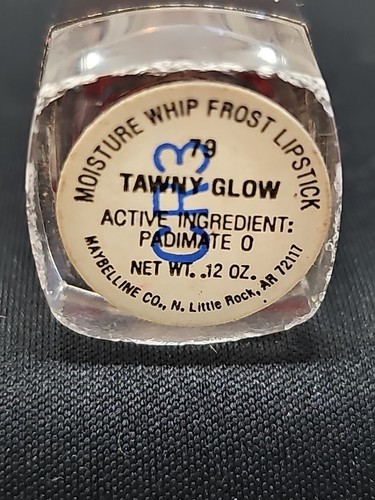 MOISTURE WHIP FROST LIPSTICK
79
TAWNY GLOW
ACTIVE INGREDIENT:
PADIMATE O
NET WT. .12 OZ.
MAYBELLINE CO., N. Little Rock, AR 72117
CR3